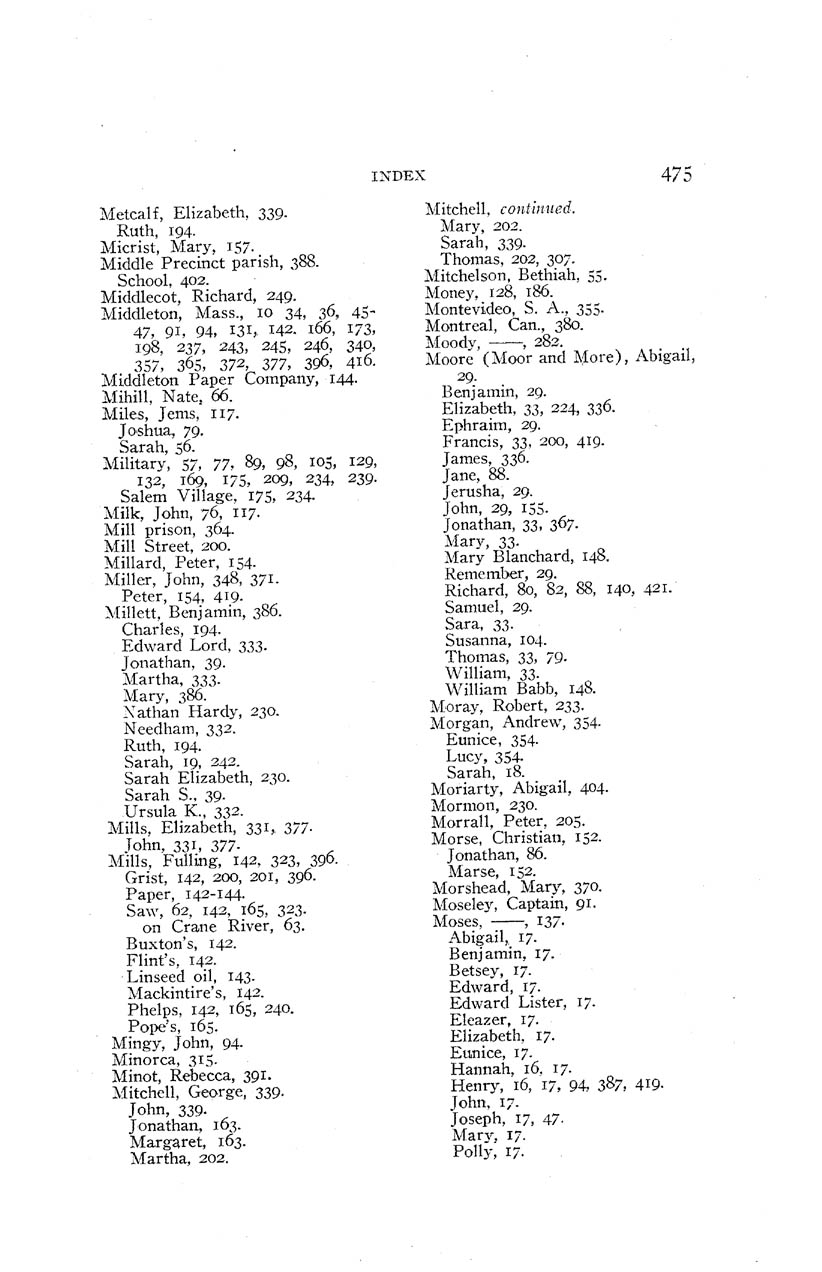 INDEX 475
Metcalf, Elizabeth, 339.
Ruth, 194.
Micrist, Mary, 157.
Middle Precinct parish, 388.
School, 402.
Middlecot, Richard, 249.
Middleton, Mass., 10 34, 36, 45-
47, 91, 94, 131, 142. 166, 173,
198, 237, 243, 245, 246, 340,
357, 365, 372, 377, 396, 416.
Middleton Paper Company, 144.
Mihill, Nate, 66.
Miles, Jems, 117.
Joshua, 79.
Sarah, 56.
Military, 57, 77, 89, 98, 105, 129,
132, 169, 175, 209, 234, 239.
Salem Village, 175, 234.
Milk, John, 76, 117.
Mill prison, 364.
Mill Street, 200.
Millard, Peter, 154.
Miller, John, 348, 371.
Peter, 154, 419.
Millett, Benjamin, 386.
Charles, 194.
Edward Lord, 333.
Jonathan, 39.
Martha, 333.
Mary, 386.
Nathan Hardy, 230.
Needham, 332.
Ruth, 194.
Sarah, 19, 242.
Sarah Elizabeth, 230.
Sarah S., 39.
Ursula K., 332.
Mills, Elizabeth, 331, 377.
John, 331, 377.
Mills, Fulling, 142, 323, 396.
Grist, 142, 200, 201, 396.
Paper, 142-144.
Saw, 62, 142, 165, 323.
on Crane River, 63.
Buxton's, 142.
Flint's, 142.
Linseed oil, 143.
Mackintire's, 142.
Phelps, 142, 165, 240.
Pope's, 165.
Mingy, John, 94.
Minorca, 315.
Minot, Rebecca, 391.
Mitchell, George, 339.
John, 339.
Jonathan, 163.
Margaret, 163.
Martha, 202.
Mitchell, continued.
Mary, 202.
Sarah, 339.
Thomas, 202, 307.
Mitchelson, Bethiah, 55.
Money, 128, 186.
Montevideo, S. A., 355.
Montreal, Can., 380.
Moody, ——, 282.
Moore (Moor and More), Abigail,
29.
Benjamin, 29.
Elizabeth, 33, 224, 336.
Ephraim, 29.
Francis, 33, 200, 419.
James, 336.
Jane, 88.
Jerusha, 29.
John, 29, 155.
Jonathan, 33, 367.
Mary, 33.
Mary Blanchard, 148.
Remember, 29.
Richard, 80, 82, 88, 140, 421.
Samuel, 29.
Sara, 33.
Susanna, 104.
Thomas, 33, 79.
William, 33.
William Babb, 148.
Moray, Robert, 233.
Morgan, Andrew, 354.
Eunice, 354.
Lucy, 354.
Sarah, 18.
Moriarty, Abigail, 404.
Mormon, 230.
Morrall, Peter, 205.
Morse, Christian, 152.
Jonathan, 86.
Marse, 152.
Morshead, Mary, 370.
Moseley, Captain, 91.
Moses, ——, 137.
Abigail, 17.
Benjamin, 17.
Betsey, 17.
Edward, 17.
Edward Lister, 17.
Eleazer, 17.
Elizabeth, 17.
Eunice, 17.
Hannah, 16, 17.
Henry, 16, 17, 94, 387, 419.
John, 17.
Joseph, 17, 47.
Mary, 17.
Polly, 17.